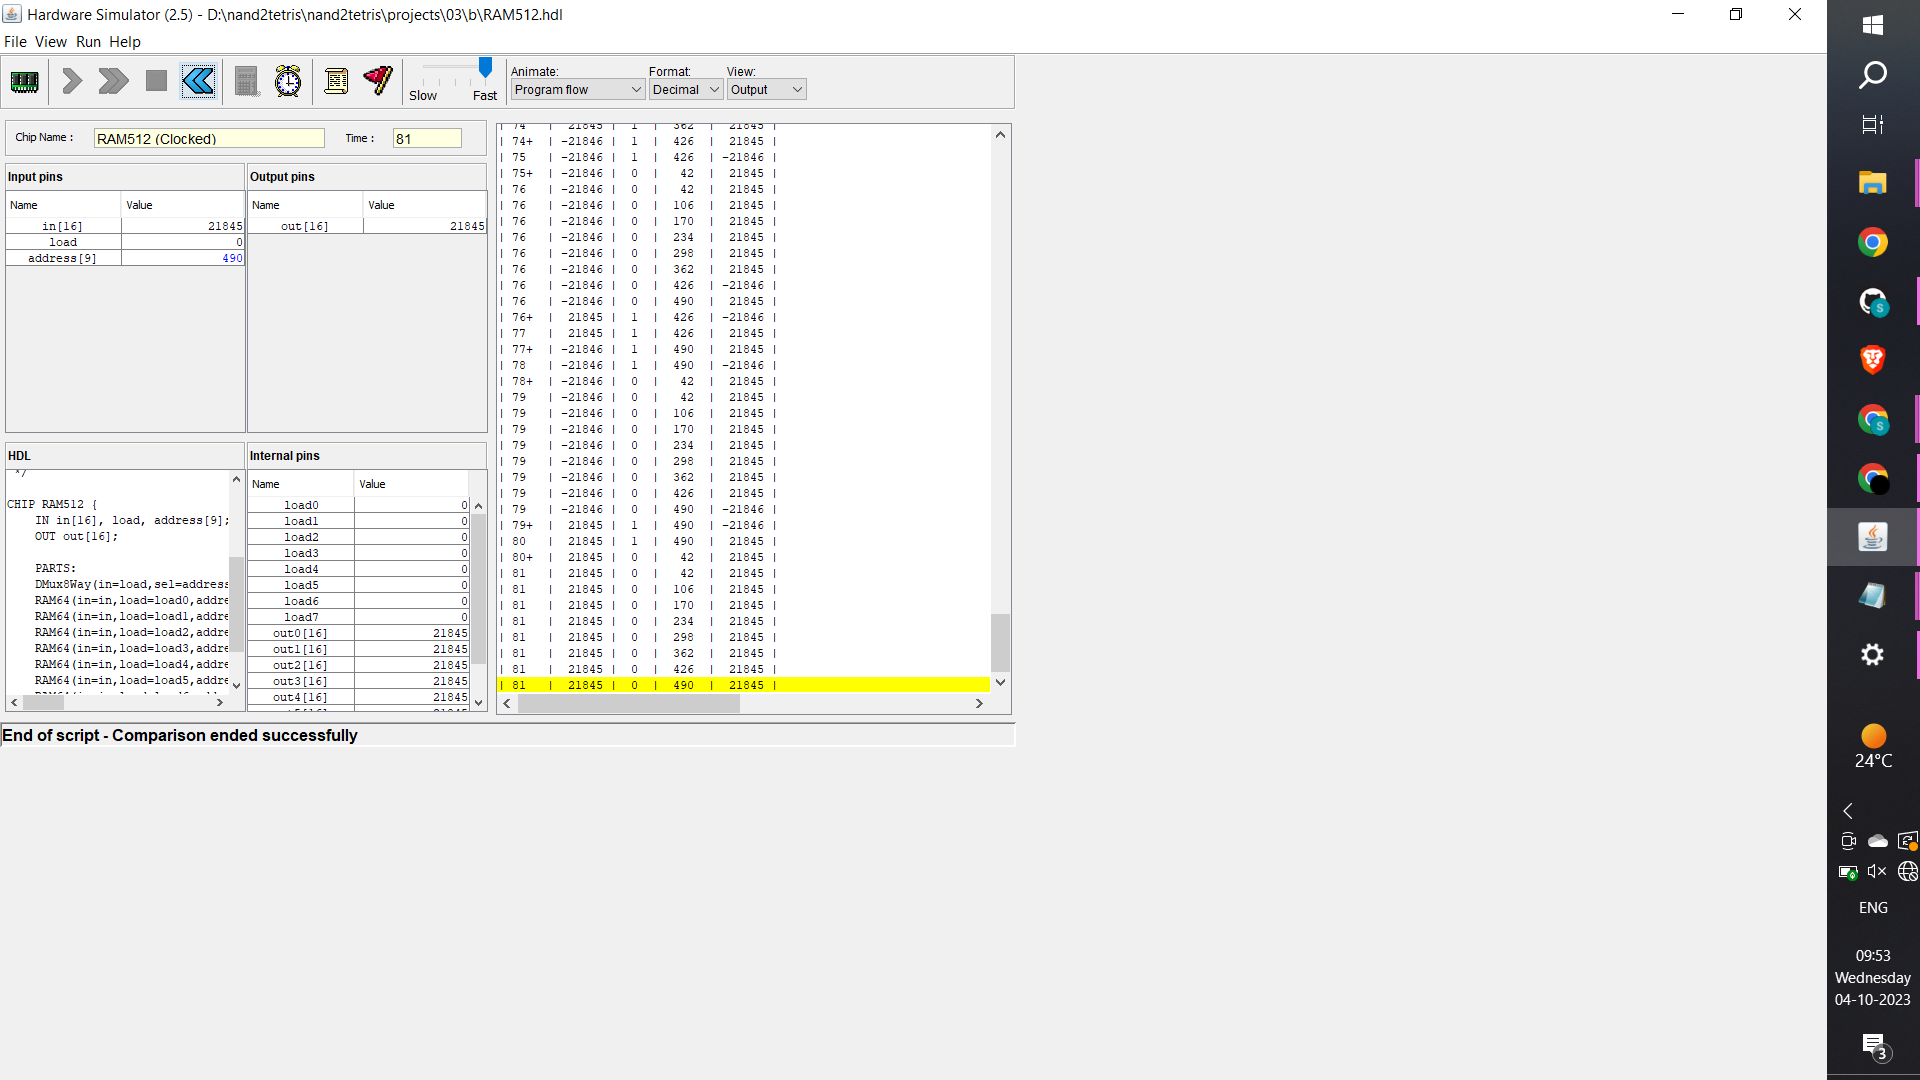 Hardware Simulator (2.5) - D:\nand2tetris\nand2tetris\projects\03\b\RAM512.hdl
File View Run Help
Slow Fast
Animate: Format: View:
Program flow Decimal Output
Chip Name : RAM512 (Clocked) Time : 81
Input pins
Name Value
in[16] 21845
load 0
address[9] 490
Output pins
Name Value
out[16] 21845
HDL
*/
CHIP RAM512 {
IN in[16], load, address[9];
OUT out[16];
PARTS:
DMux8Way(in=load,sel=address
RAM64(in=in,load=load0,addre
RAM64(in=in,load=load1,addre
RAM64(in=in,load=load2,addre
RAM64(in=in,load=load3,addre
RAM64(in=in,load=load4,addre
RAM64(in=in,load=load5,addre
Internal pins
Name Value
load0 0
load1 0
load2 0
load3 0
load4 0
load5 0
load6 0
load7 0
out0[16] 21845
out1[16] 21845
out2[16] 21845
out3[16] 21845
out4[16] 21845
| 74 | 21845 | 1 | 362 | 21845 |
| 74+ | -21846 | 1 | 426 | 21845 |
| 75 | -21846 | 1 | 426 | -21846 |
| 75+ | -21846 | 0 | 42 | 21845 |
| 76 | -21846 | 0 | 42 | 21845 |
| 76 | -21846 | 0 | 106 | 21845 |
| 76 | -21846 | 0 | 170 | 21845 |
| 76 | -21846 | 0 | 234 | 21845 |
| 76 | -21846 | 0 | 298 | 21845 |
| 76 | -21846 | 0 | 362 | 21845 |
| 76 | -21846 | 0 | 426 | -21846 |
| 76 | -21846 | 0 | 490 | 21845 |
| 76+ | 21845 | 1 | 426 | -21846 |
| 77 | 21845 | 1 | 426 | 21845 |
| 77+ | -21846 | 1 | 490 | 21845 |
| 78 | -21846 | 1 | 490 | -21846 |
| 78+ | -21846 | 0 | 42 | 21845 |
| 79 | -21846 | 0 | 42 | 21845 |
| 79 | -21846 | 0 | 106 | 21845 |
| 79 | -21846 | 0 | 170 | 21845 |
| 79 | -21846 | 0 | 234 | 21845 |
| 79 | -21846 | 0 | 298 | 21845 |
| 79 | -21846 | 0 | 362 | 21845 |
| 79 | -21846 | 0 | 426 | 21845 |
| 79 | -21846 | 0 | 490 | -21846 |
| 79+ | 21845 | 1 | 490 | -21846 |
| 80 | 21845 | 1 | 490 | 21845 |
| 80+ | 21845 | 0 | 42 | 21845 |
| 81 | 21845 | 0 | 42 | 21845 |
| 81 | 21845 | 0 | 106 | 21845 |
| 81 | 21845 | 0 | 170 | 21845 |
| 81 | 21845 | 0 | 234 | 21845 |
| 81 | 21845 | 0 | 298 | 21845 |
| 81 | 21845 | 0 | 362 | 21845 |
| 81 | 21845 | 0 | 426 | 21845 |
| 81 | 21845 | 0 | 490 | 21845 |
End of script - Comparison ended successfully
S
S
24°C
ENG
09:53
Wednesday
04-10-2023
3